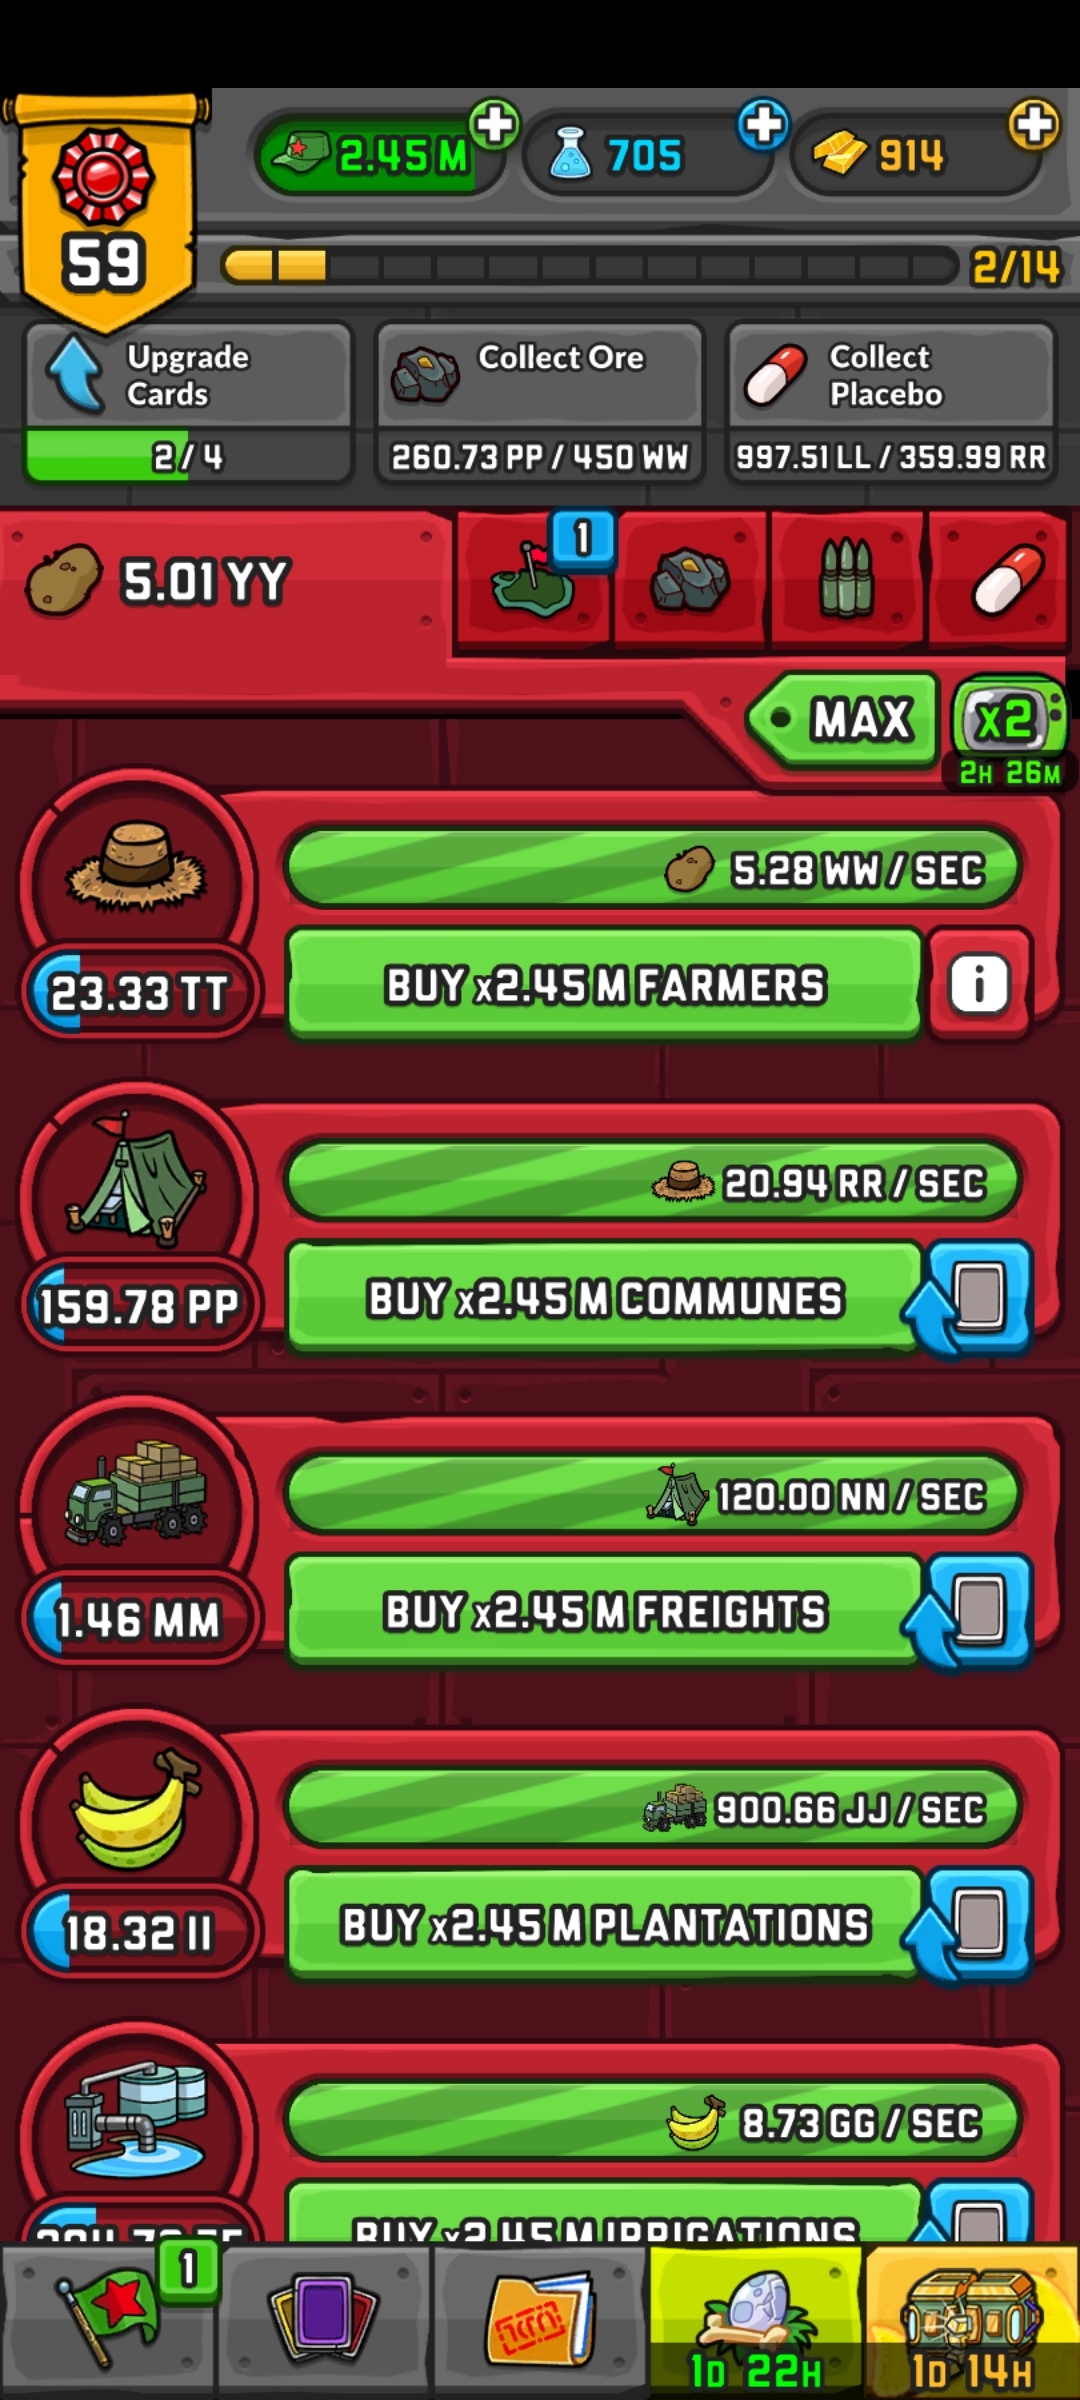 2.45 M
705
914
59
2/14
Upgrade
Cards
2/4
Collect Ore
260.73 PP / 450 WW
Collect
Placebo
997.51 LL / 359.99 RR
5.01 YY
1
MAX
x2
2H 26M
5.28 WW / SEC
23.33 TT
BUY x2.45 M FARMERS
i
20.94 RR / SEC
159.78 PP
BUY x2.45 M COMMUNES
120.00 NN / SEC
1.46 MM
BUY x2.45 M FREIGHTS
900.66 JJ / SEC
18.32 II
BUY x2.45 M PLANTATIONS
8.73 GG / SEC
BUY x2.45 M IRRIGATIONS
1
1D 22H
1D 14H